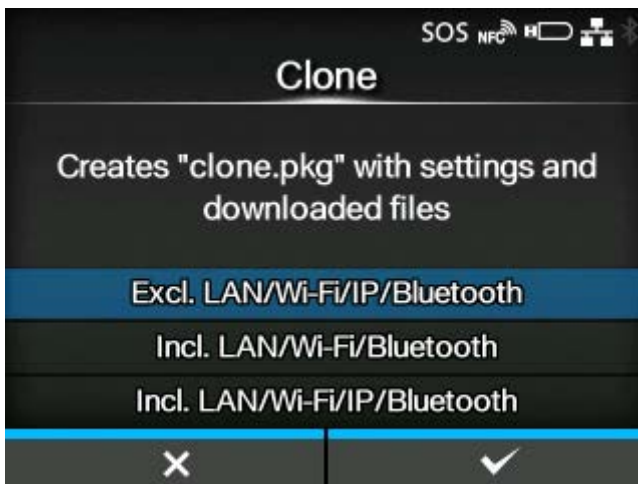 SOS NFC
Clone
Creates "clone.pkg" with settings and
downloaded files
Excl. LAN/Wi-Fi/IP/Bluetooth
Incl. LAN/Wi-Fi/Bluetooth
Incl. LAN/Wi-Fi/IP/Bluetooth